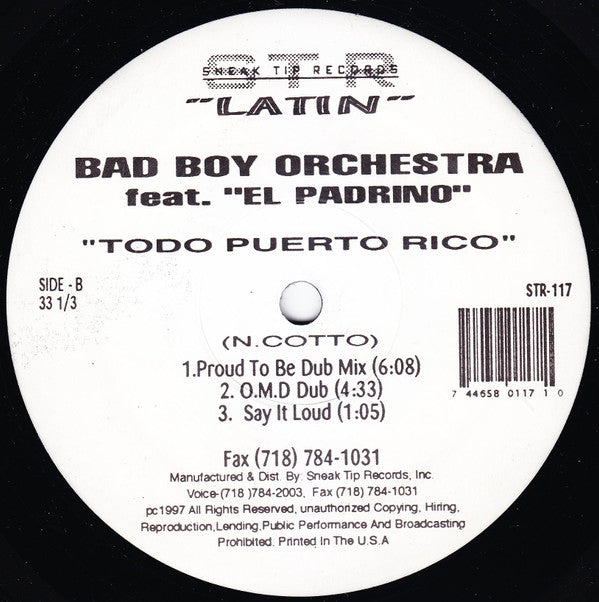 STR
SNEAK TIP RECORDS
"LATIN"
BAD BOY ORCHESTRA
feat. "EL PADRINO"
"TODO PUERTO RICO"
SIDE - B
33 1/3
STR-117
(N.COTTO)
1.Proud To Be Dub Mix (6:08)
2. O.M.D Dub (4:33)
3. Say It Loud (1:05)
7 44658 0117 1 0
Fax (718) 784-1031
Manufactured & Dist. By: Sneak Tip Records, Inc.
Voice-(718 )784-2003, Fax (718) 784-1031
pc1997 All Rights Reserved, unauthorized Copying, Hiring,
Reproduction,Lending,Public Performance And Broadcasting
Prohibited. Printed In The U.S.A